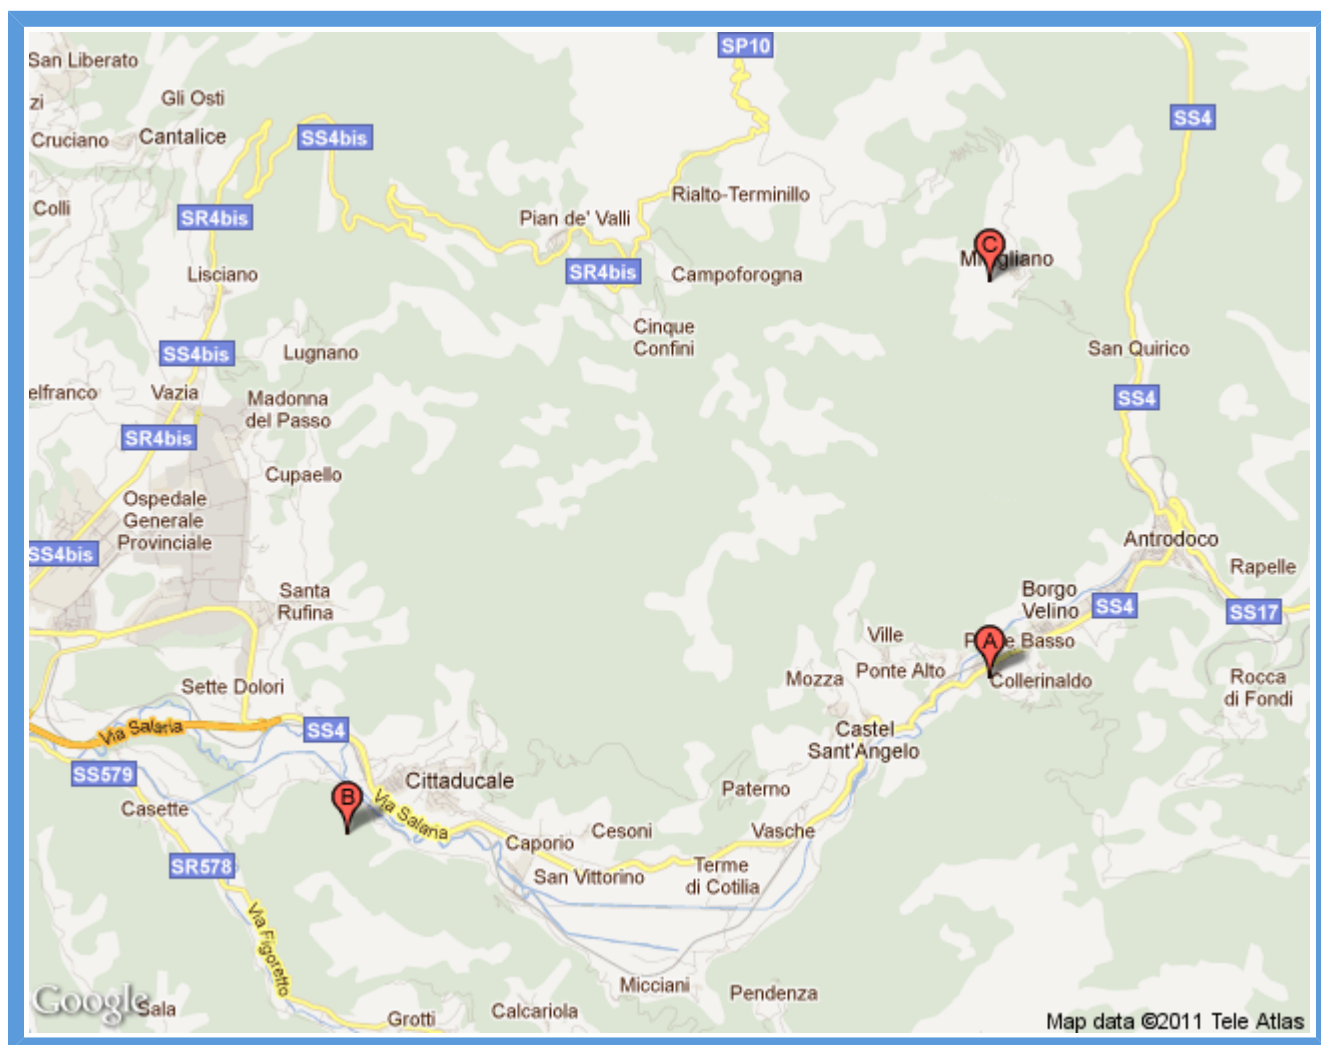 SP10
San Liberato
zi
Gli Osti
SS4
Cruciano
Cantalice
SS4bis
Rialto-Terminillo
Colli
SR4bis
Pian de' Valli
C
Lisciano
SR4bis
Campoforogna
Cinque
Confini
San Quirico
SS4bis
Lugnano
elfranco
Vazia
Madonna
del Passo
SS4
SR4bis
Cupaello
Ospedale
Generale
Provinciale
SS4bis
Antrodoco
Rapelle
Santa
Rufina
Borgo
Velino
SS4
SS17
Ville
A
Basso
Mozza
Ponte Alto
Collerinaldo
Rocca
di Fondi
Sette Dolori
Via Salaria
SS4
Castel
Sant'Angelo
SS579
Cittaducale
Paterno
Casette
B
Via Salaria
Caporio
Cesoni
Vasche
SR578
San Vittorino
Terme
di Cotilia
Via Figoretto
Micciani
Pendenza
Google
Sala
Grotti
Calcariola
Map data ©2011 Tele Atlas